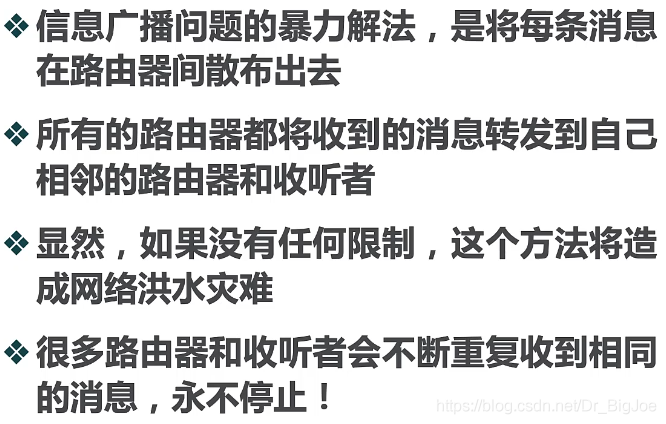 ❖ 信息广播问题的暴力解法，是将每条消息
在路由器间散布出去
❖ 所有的路由器都将收到的消息转发到自己
相邻的路由器和收听者
❖ 显然，如果没有任何限制，这个方法将造
成网络洪水灾难
❖ 很多路由器和收听者会不断重复收到相同
的消息，永不停止！
https://blog.csdn.net/Dr_BigJoe